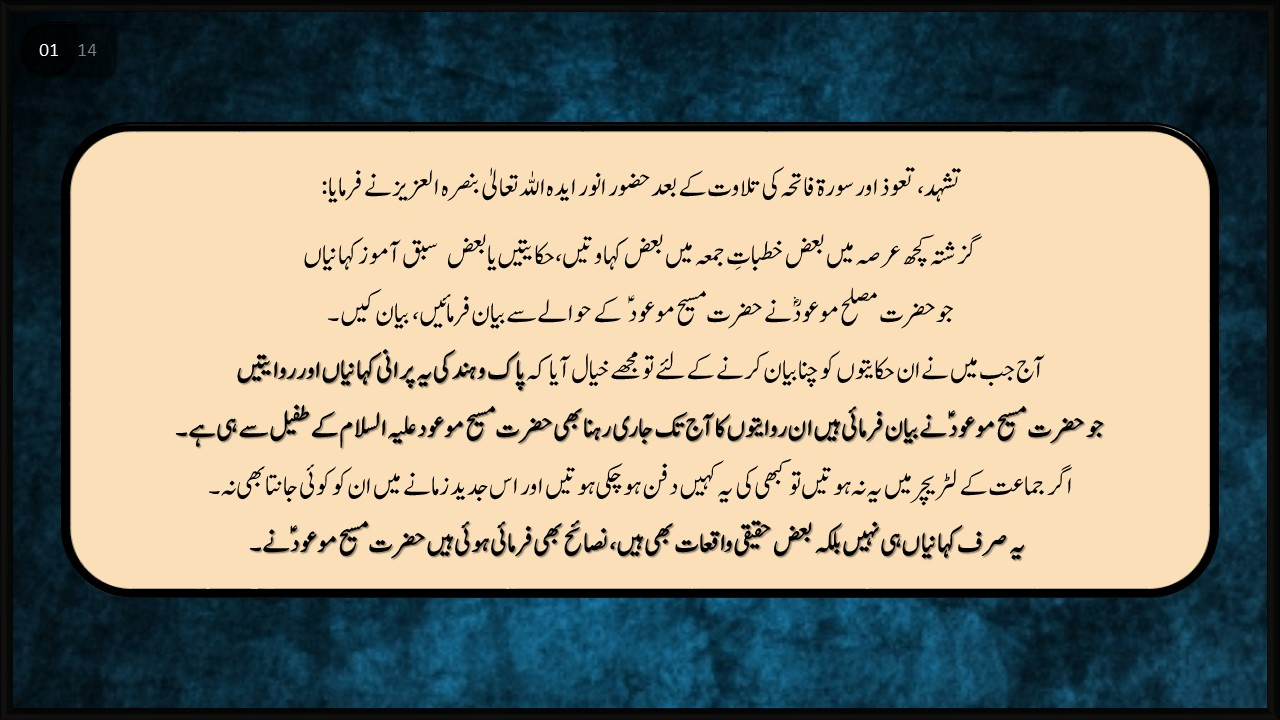 01 14
تشہد، تعوذ اور سورۃ فاتحہ کی تلاوت کے بعد حضور انور ایدہ اللہ تعالیٰ بنصرہ العزیز نے فرمایا:
گزشتہ کچھ عرصہ میں بعض خطباتِ جمعہ میں بعض کہاوتیں،حکایتیں یا بعض سبق آموز کہانیاں
جو حضرت مصلح موعودؓ نے حضرت مسیح موعودؑ کے حوالے سے بیان فرمائیں، بیان کیں۔
آج جب میں نے ان حکایتوں کو چنا بیان کرنے کے لئے تو مجھے خیال آیا کہ پاک و ہند کی یہ پرانی کہانیاں اور روایتیں
جو حضرت مسیح موعودؑ نے بیان فرمائی ہیں ان روایتوں کا آج تک جاری رہنا بھی حضرت مسیح موعود علیہ السلام کے طفیل سے ہی ہے۔
اگر جماعت کے لٹریچر میں یہ نہ ہوتیں تو کبھی کی یہ کہیں دفن ہو چکی ہوتیں اور اس جدید زمانے میں ان کو کوئی جانتا بھی نہ۔
یہ صرف کہانیاں ہی نہیں بلکہ بعض حقیقی واقعات بھی ہیں، نصائح بھی فرمائی ہوئی ہیں حضرت مسیح موعودؑ نے۔